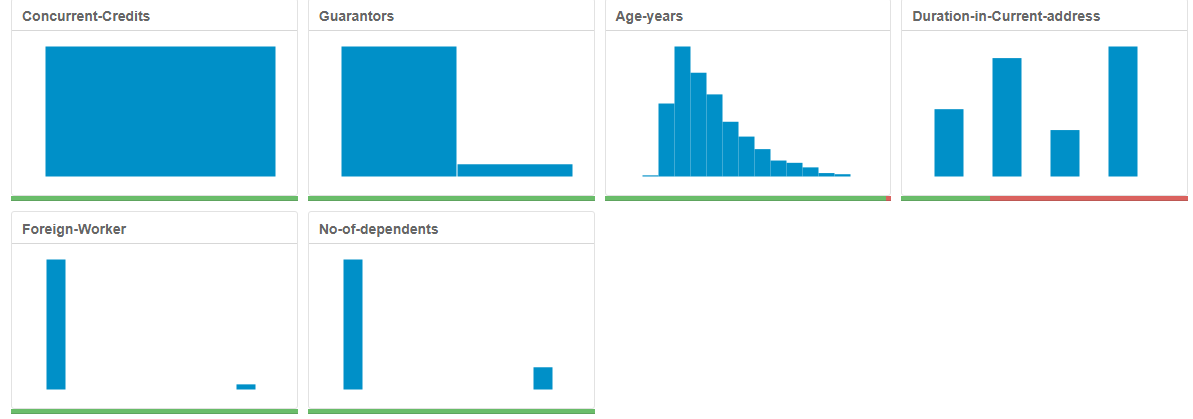 Concurrent-Credits
Guarantors
Age-years
Duration-in-Current-address
Foreign-Worker
No-of-dependents